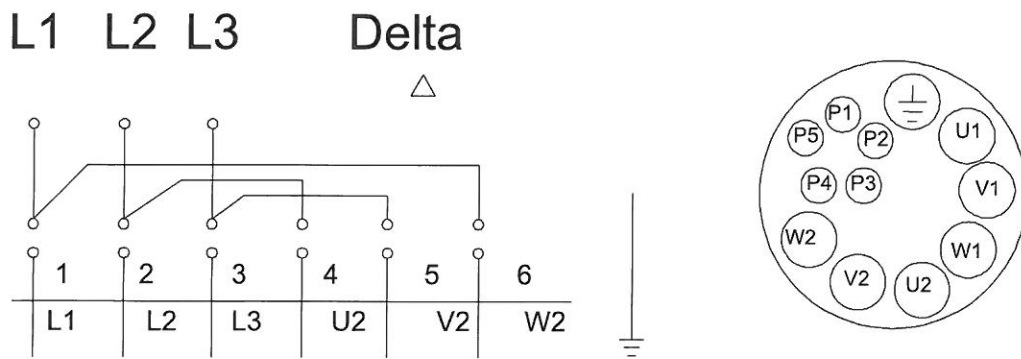 L1 L2 L3 Delta
P1
P5 P2 U1
P4 P3 V1
W2 W1
V2 U2
1 2 3 4 5 6
L1 L2 L3 U2 V2 W2